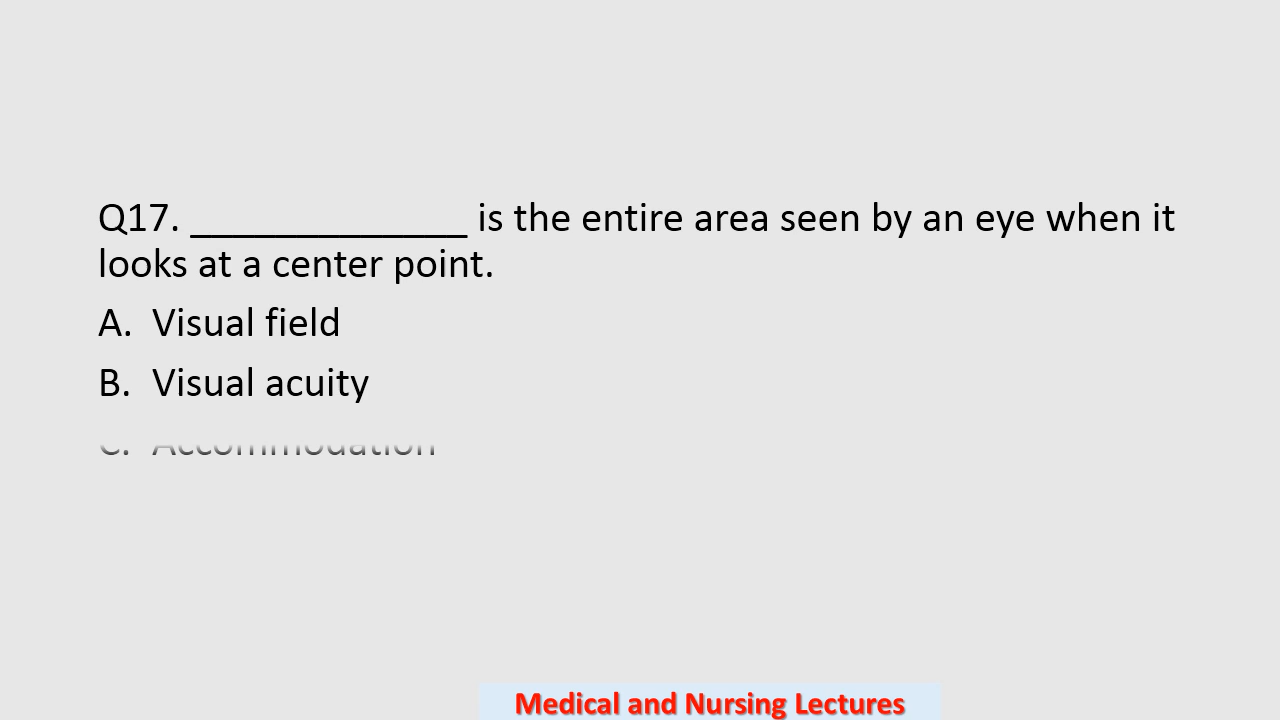 Q17. _____________ is the entire area seen by an eye when it
looks at a center point.
A. Visual field
B. Visual acuity
C. Accommodation
Medical and Nursing Lectures